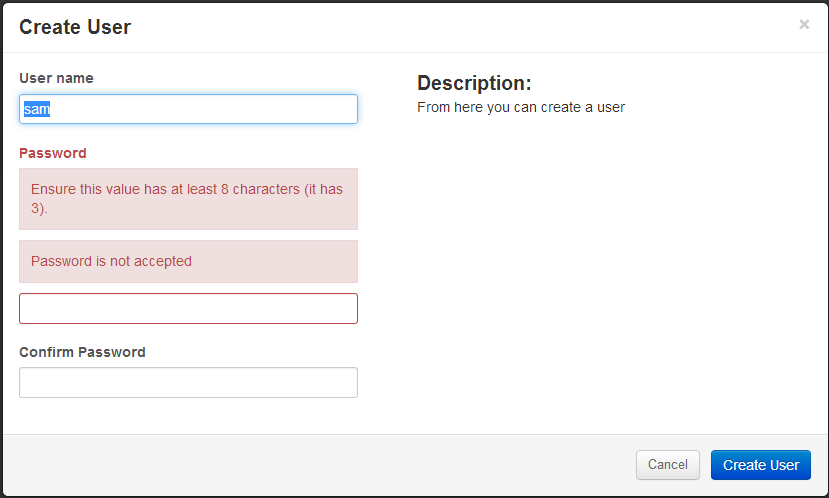 Create User
×
User name
sam
Password
Ensure this value has at least 8 characters (it has
3).
Password is not accepted
Confirm Password
Description:
From here you can create a user
Cancel
Create User